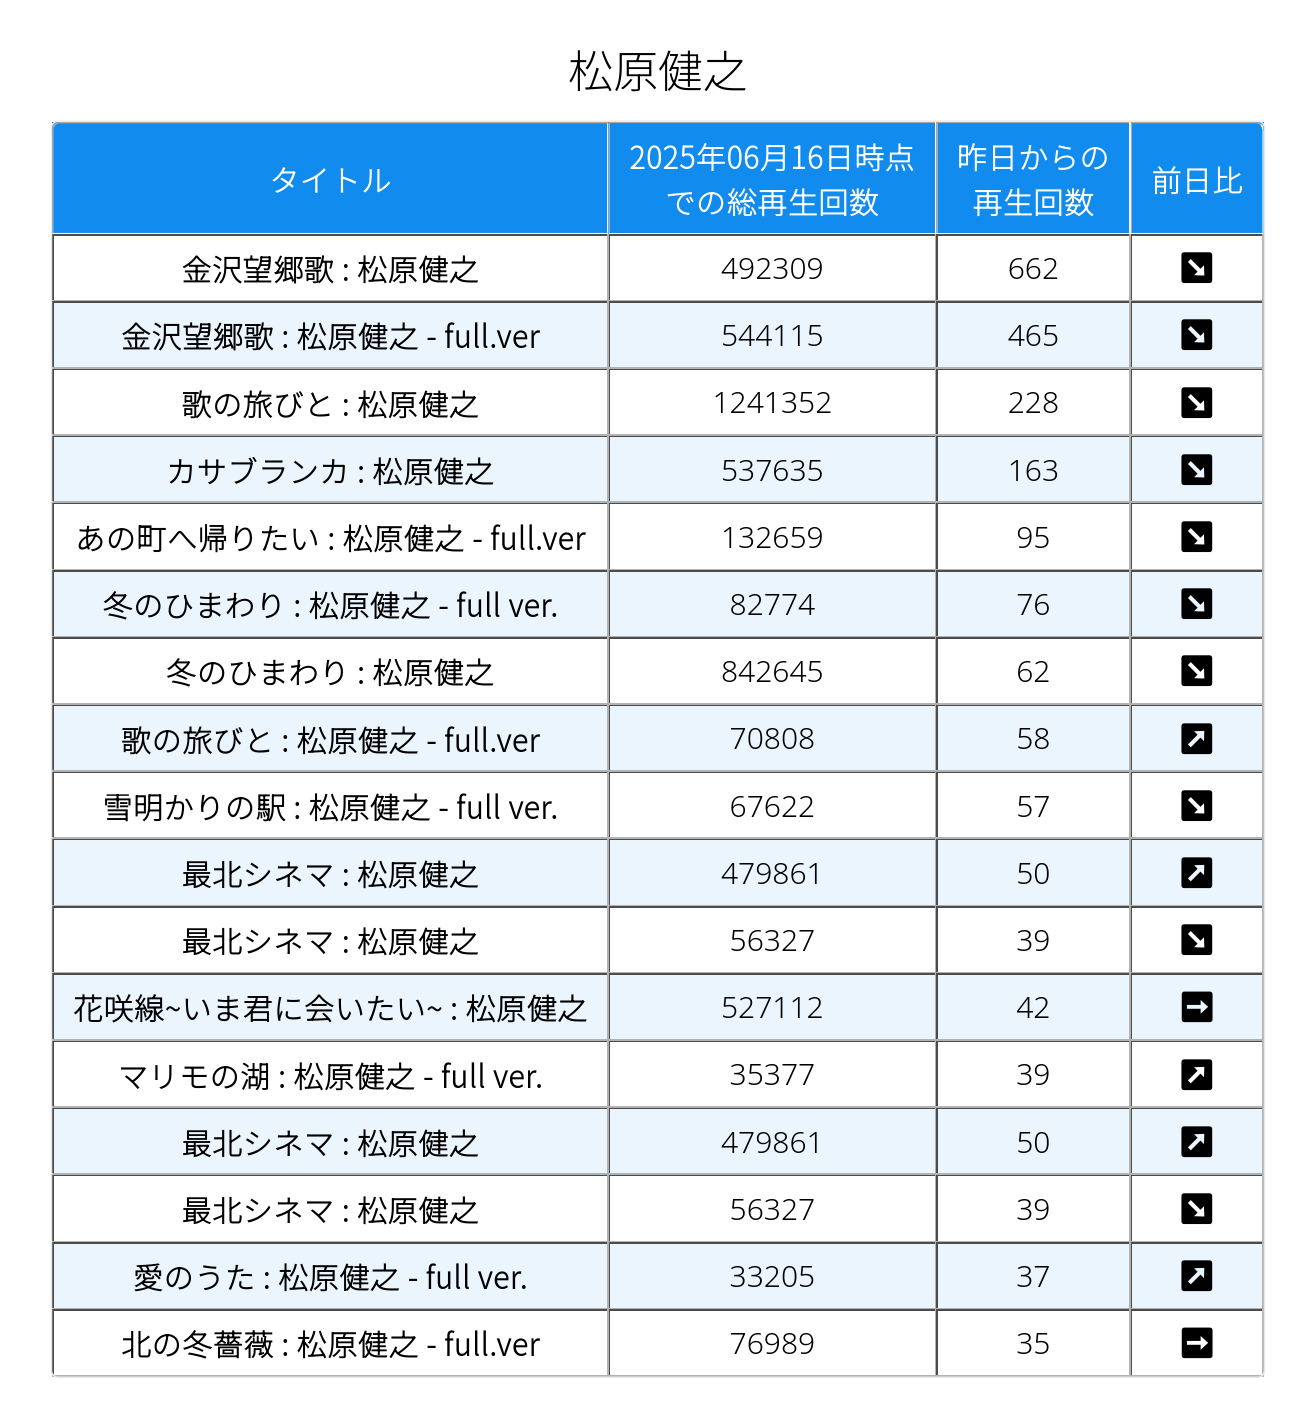 松原健之
タイトル 2025年06月16日時点での総再生回数 昨日からの再生回数 前日比
金沢望郷歌 : 松原健之 492309 662 ↘
金沢望郷歌 : 松原健之 - full.ver 544115 465 ↘
歌の旅びと : 松原健之 1241352 228 ↘
カサブランカ : 松原健之 537635 163 ↘
あの町へ帰りたい : 松原健之 - full.ver 132659 95 ↘
冬のひまわり : 松原健之 - full ver. 82774 76 ↘
冬のひまわり : 松原健之 842645 62 ↘
歌の旅びと : 松原健之 - full.ver 70808 58 ↗
雪明かりの駅 : 松原健之 - full ver. 67622 57 ↘
最北シネマ : 松原健之 479861 50 ↗
最北シネマ : 松原健之 56327 39 ↘
花咲線~いま君に会いたい~ : 松原健之 527112 42 →
マリモの湖 : 松原健之 - full ver. 35377 39 ↗
最北シネマ : 松原健之 479861 50 ↗
最北シネマ : 松原健之 56327 39 ↘
愛のうた : 松原健之 - full ver. 33205 37 ↗
北の冬薔薇 : 松原健之 - full.ver 76989 35 →